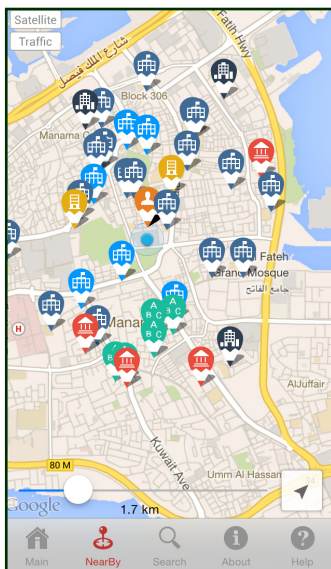 Satellite
Traffic
شارع الملك فيصل
Fatih Hwy
Block 306
Manama
Fateh
Grand Mosque
جامع الفاتح
H
A
B C
A
B C
A
B C
Mana
AlJuffair
Kuwait Ave
80 M
Umm Al Hassan
Google
1.7 km
Main
NearBy
Search
About
Help